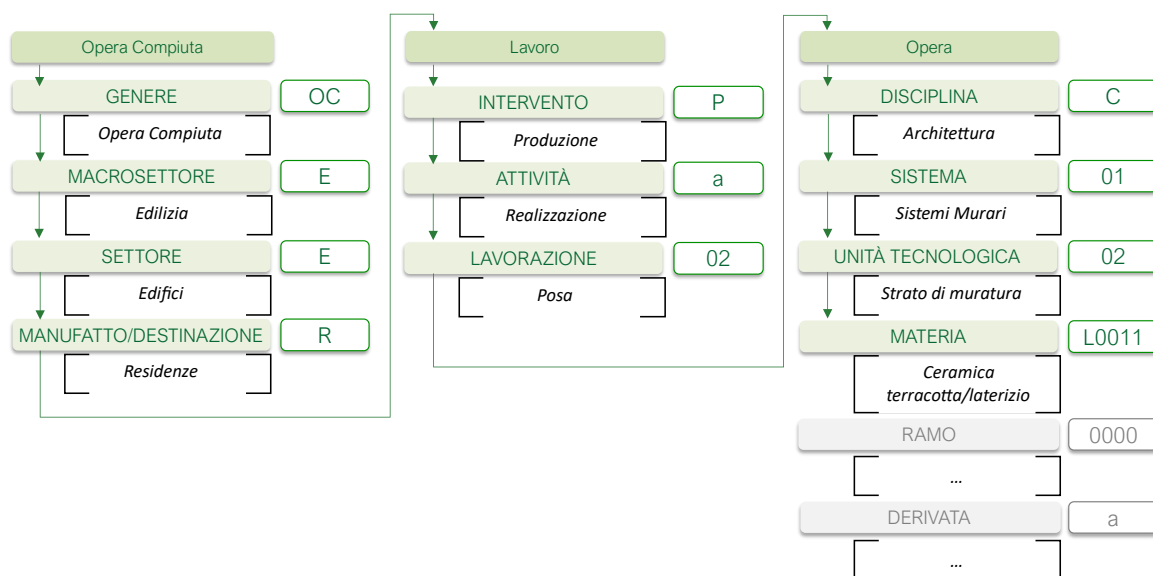 Opera Compiuta
GENERE OC
Opera Compiuta
MACROSETTORE E
Edilizia
SETTORE E
Edifici
MANUFATTO/DESTINAZIONE R
Residenze
Lavoro
INTERVENTO P
Produzione
ATTIVITÀ a
Realizzazione
LAVORAZIONE 02
Posa
Opera
DISCIPLINA C
Architettura
SISTEMA 01
Sistemi Murari
UNITÀ TECNOLOGICA 02
Strato di muratura
MATERIA L0011
Ceramica
terracotta/laterizio
RAMO 0000
...
DERIVATA a
...